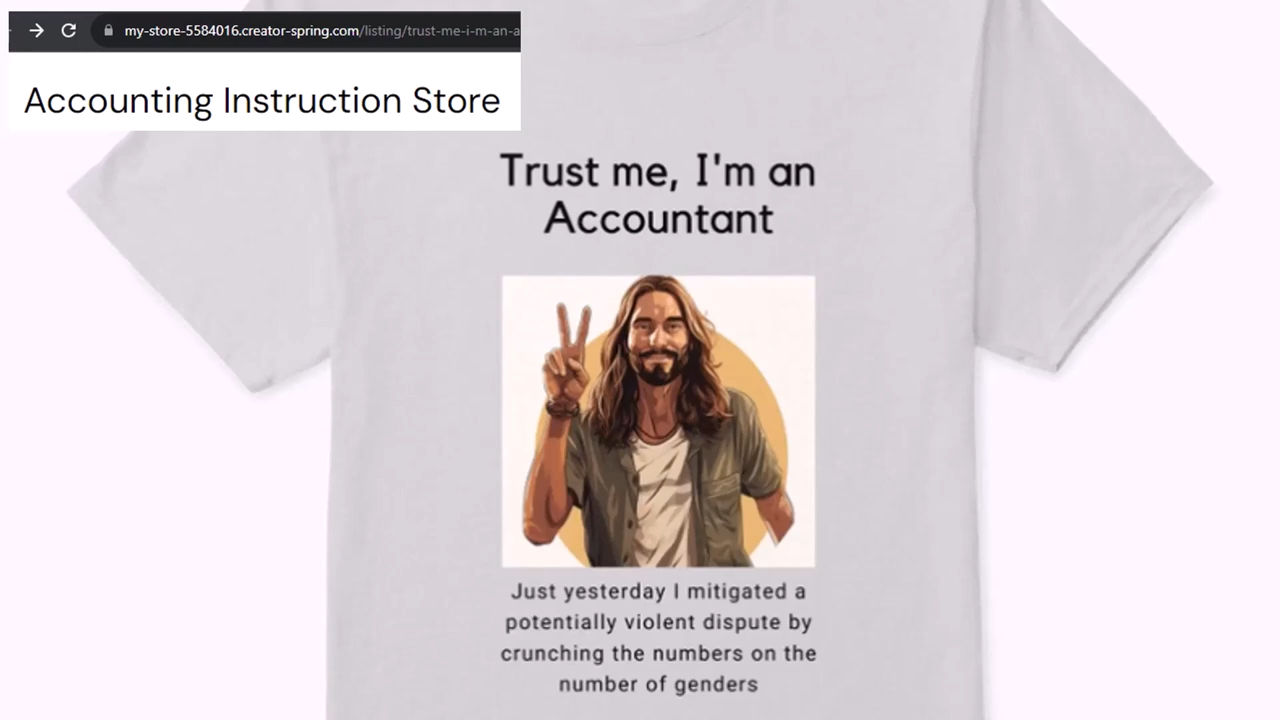 my-store-5584016.creator-spring.com/listing/trust-me-i-m-an-a
Accounting Instruction Store
Trust me, I'm an
Accountant
Just yesterday I mitigated a
potentially violent dispute by
crunching the numbers on the
number of genders